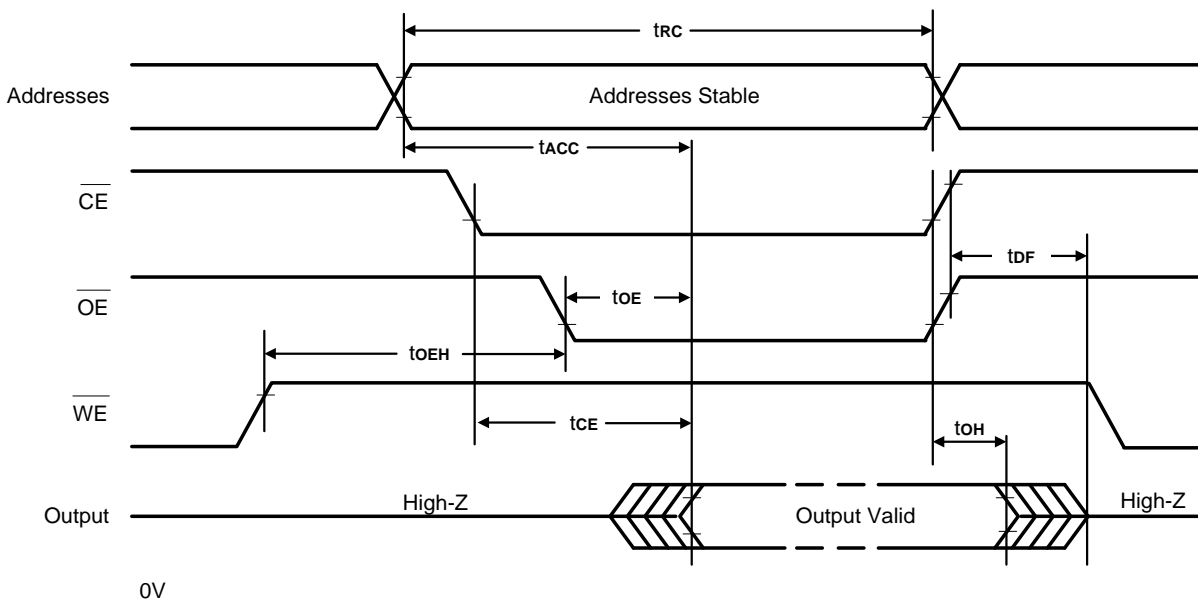 tRC
Addresses
Addresses Stable
tACC
CE
tDF
OE
tOE
tOEH
WE
tCE
tOH
Output
High-Z
Output Valid
High-Z
0V